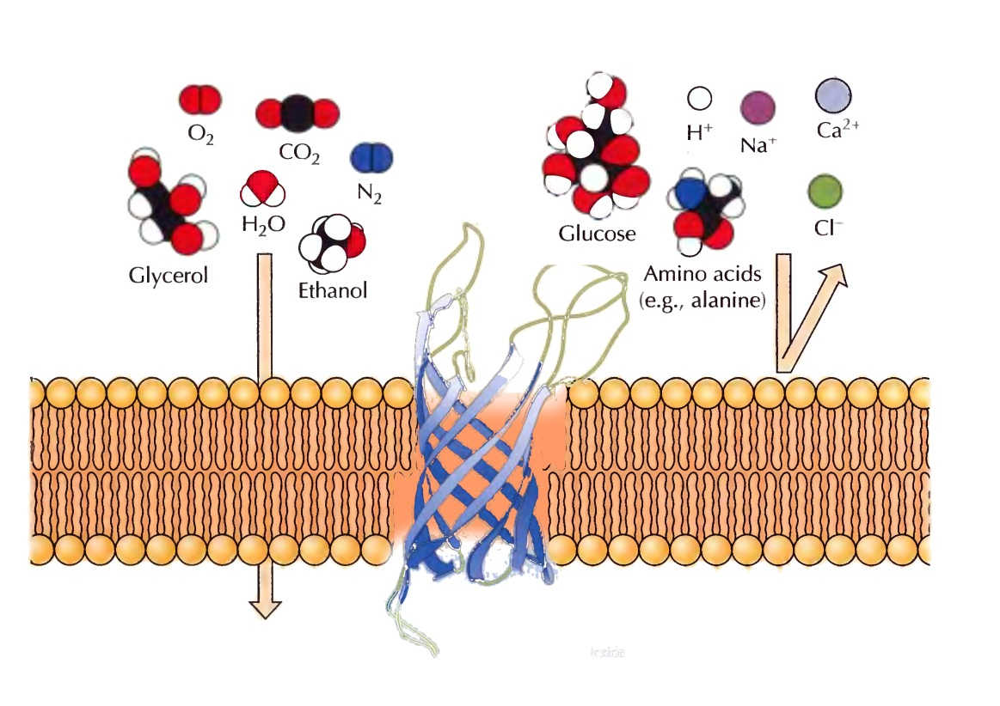 O₂
CO₂
N₂
H₂O
Glycerol
Ethanol
Glucose
H⁺
Na⁺
Ca²⁺
Cl⁻
Amino acids
(e.g., alanine)